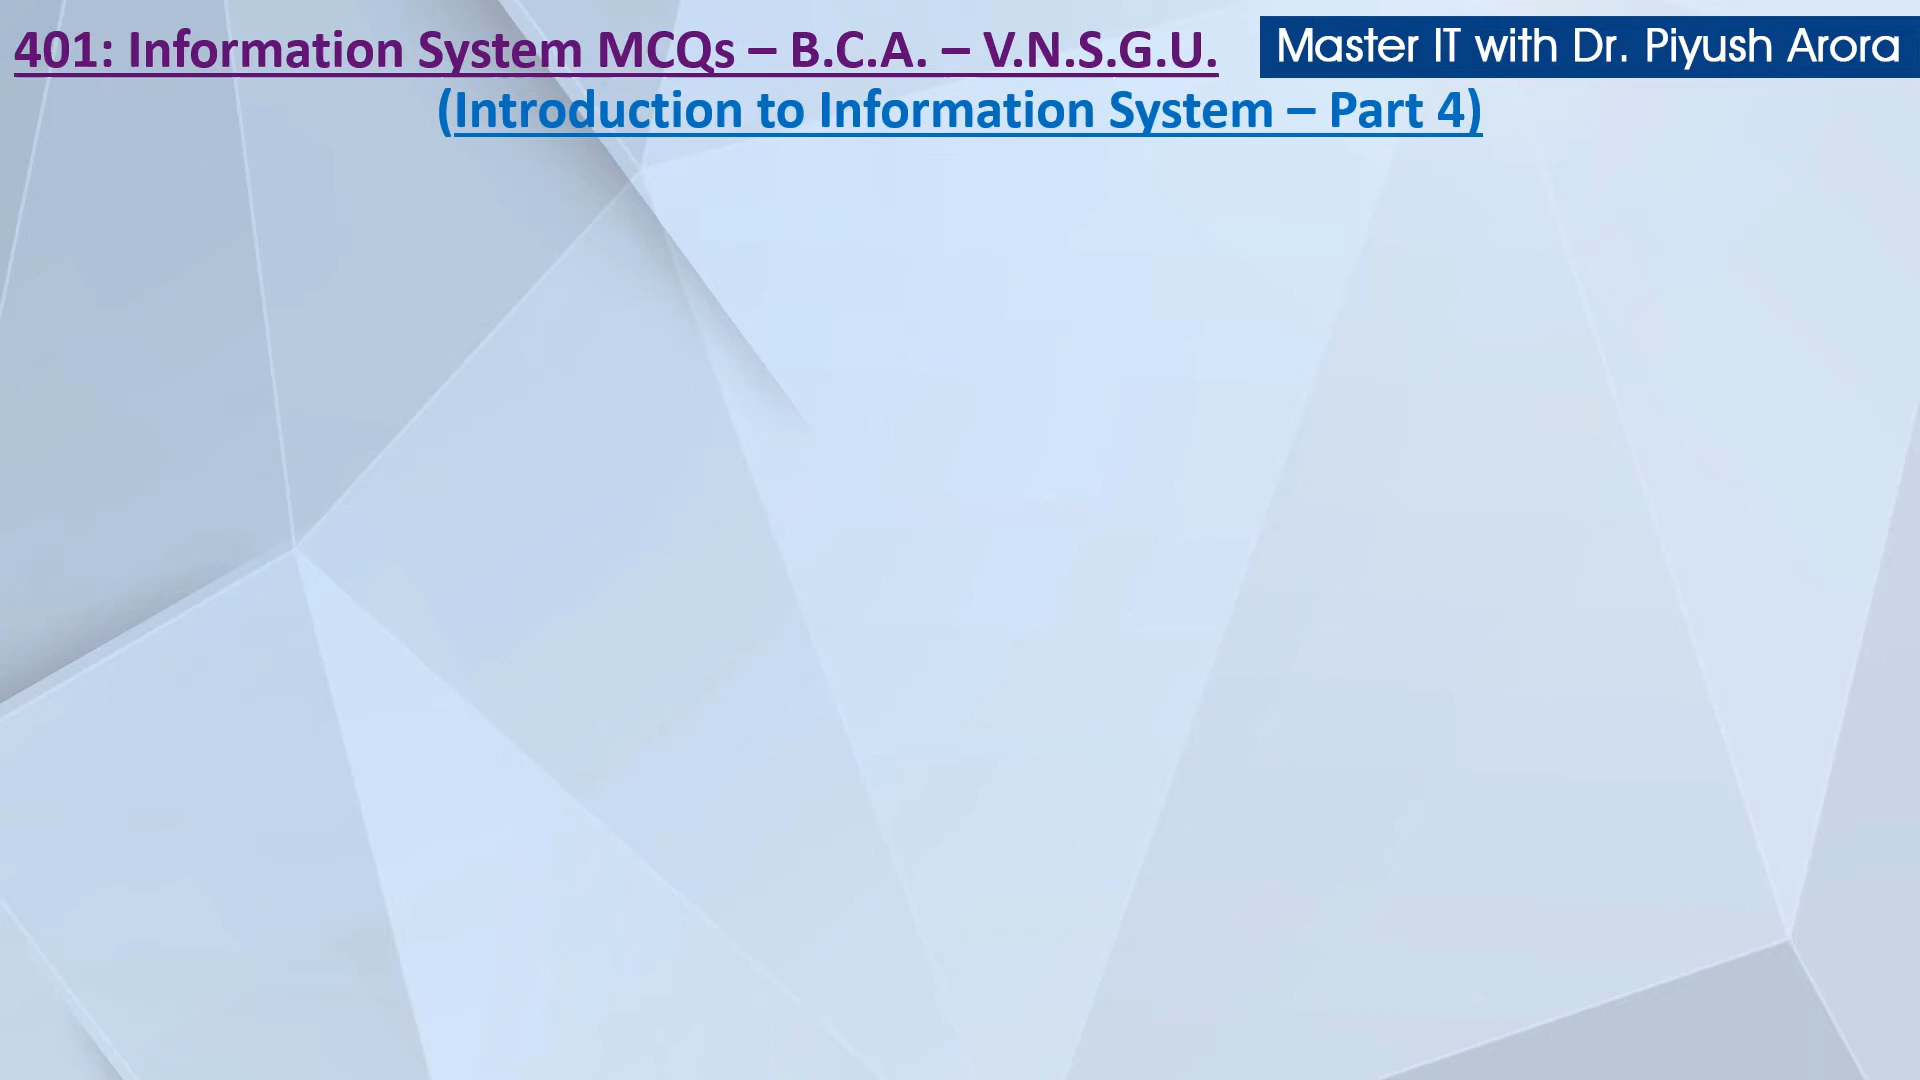 401: Information System MCQs – B.C.A. – V.N.S.G.U.
Master IT with Dr. Piyush Arora
(Introduction to Information System – Part 4)